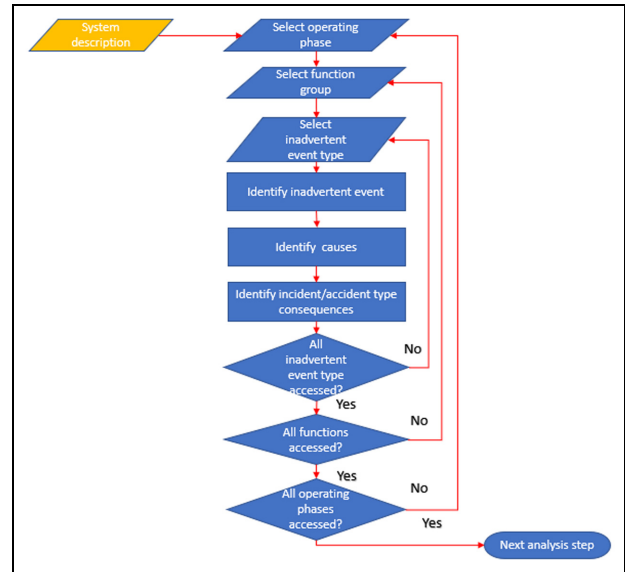 System
description
Select operating
phase
Select function
group
Select
inadvertent
event type
Identify inadvertent event
Identify  causes
Identify incident/accident type
consequences
All
inadvertent
event type
accessed?
No
Yes
All functions
accessed?
No
Yes
All operating
phases
accessed?
No
Yes
Next analysis step